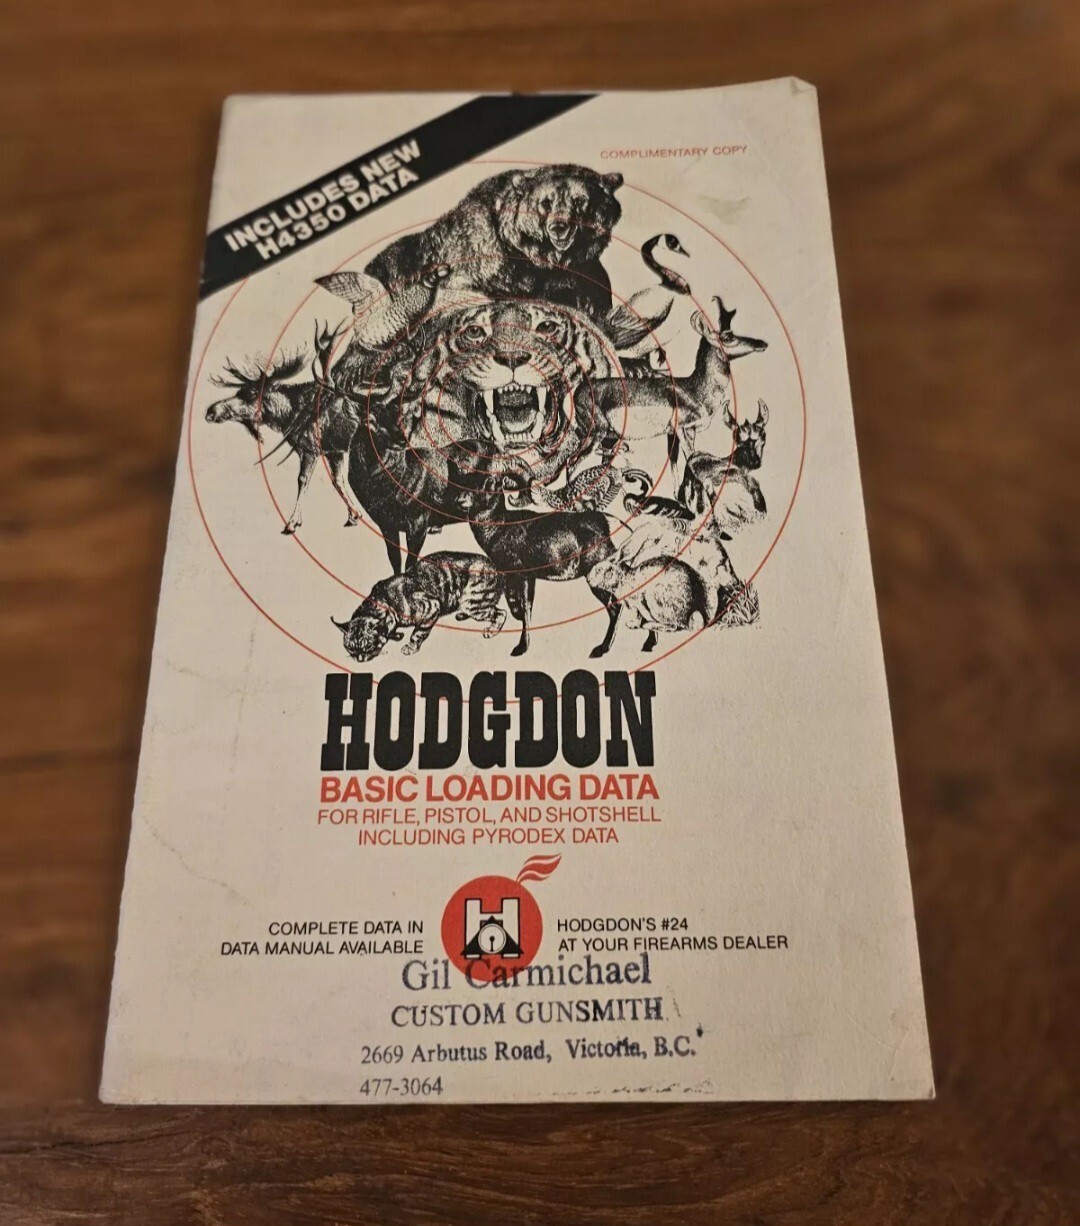 INCLUDES NEW
H4350 DATA
COMPLIMENTARY COPY
HODGDON
BASIC LOADING DATA
FOR RIFLE, PISTOL, AND SHOTSHELL
INCLUDING PYRODEX DATA
COMPLETE DATA IN
DATA MANUAL AVAILABLE
H
HODGDON'S #24
AT YOUR FIREARMS DEALER
Gil Carmichael
CUSTOM GUNSMITH
2669 Arbutus Road, Victoria, B.C.
477-3064